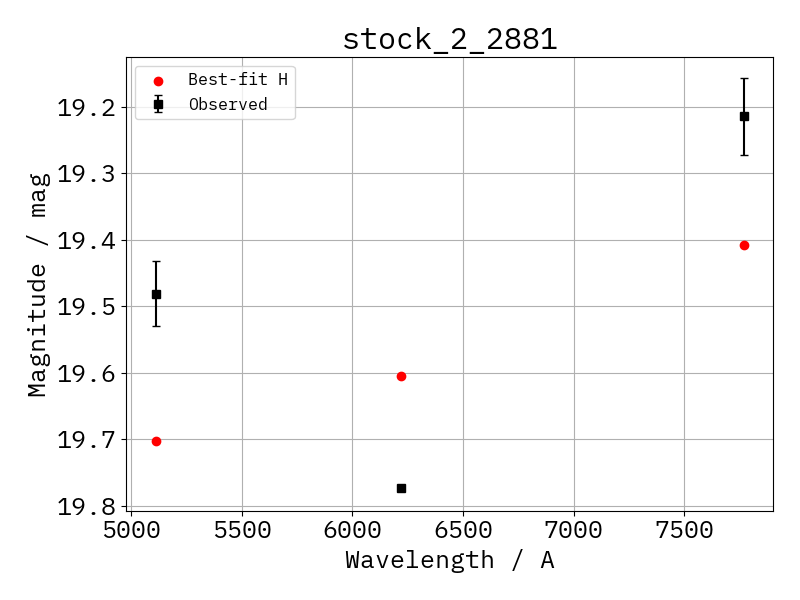 stock_2_2881
Best-fit H
Observed
Magnitude / mag
19.2
19.3
19.4
19.5
19.6
19.7
19.8
5000 5500 6000 6500 7000 7500
Wavelength / A